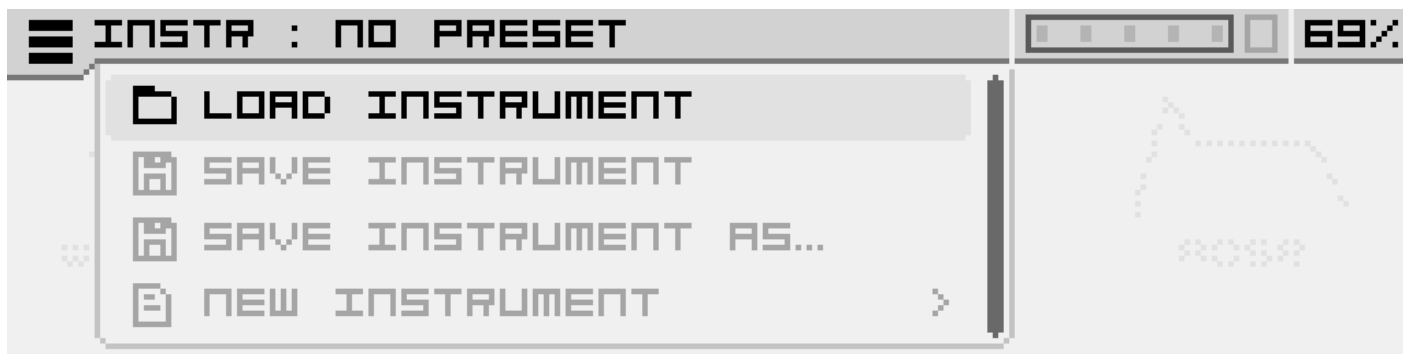 INSTR : NO PRESET
69%
LOAD INSTRUMENT
SAVE INSTRUMENT
SAVE INSTRUMENT AS...
NEW INSTRUMENT >